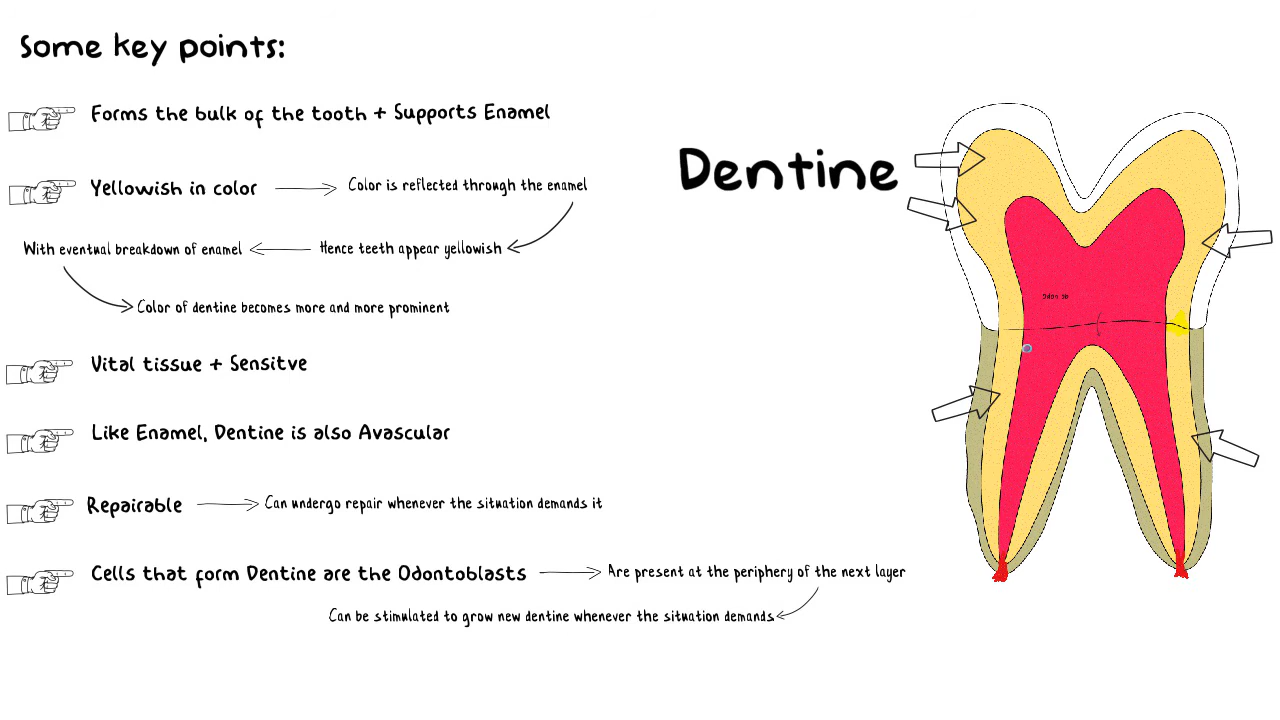 Some key points:
Forms the bulk of the tooth + Supports Enamel
Dentine
Yellowish in color
Color is reflected through the enamel
Hence teeth appear yellowish
With eventual breakdown of enamel
Color of dentine becomes more and more prominent
Vital tissue + Sensitve
Like Enamel, Dentine is also Avascular
Repairable
Can undergo repair whenever the situation demands it
Cells that form Dentine are the Odontoblasts
Are present at the periphery of the next layer
Can be stimulated to grow new dentine whenever the situation demands